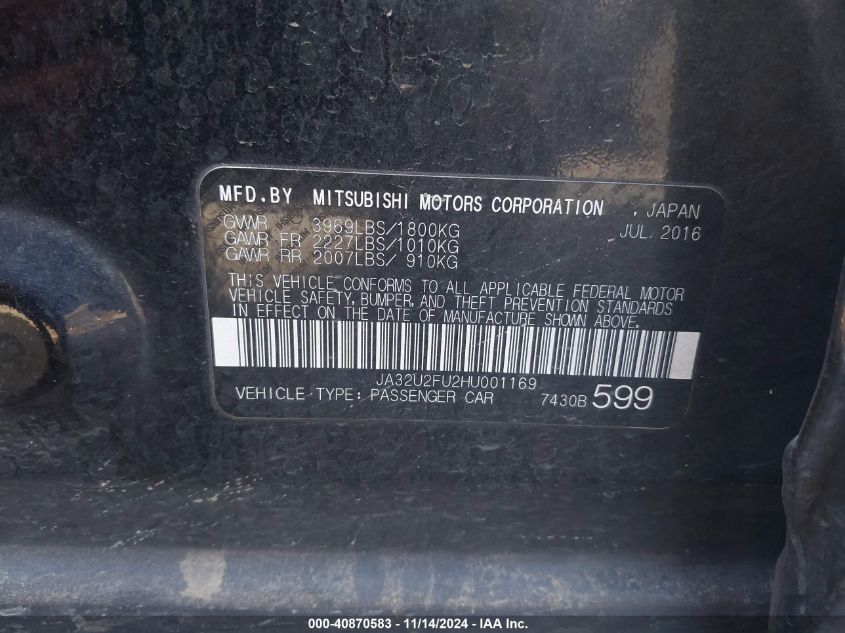 MFD.BY MITSUBISHI MOTORS CORPORATION , JAPAN
GVWR 3969LBS/1800KG JUL. 2016
GAWR FR 2227LBS/1010KG
GAWR RR 2007LBS/ 910KG
THIS VEHICLE CONFORMS TO ALL APPLICABLE FEDERAL MOTOR
VEHICLE SAFETY, BUMPER, AND THEFT PREVENTION STANDARDS
IN EFFECT ON THE DATE OF MANUFACTURE SHOWN ABOVE.
JA32U2FU2HU001169
VEHICLE TYPE: PASSENGER CAR 7430B 599
000-40870583 - 11/14/2024 - IAA Inc.